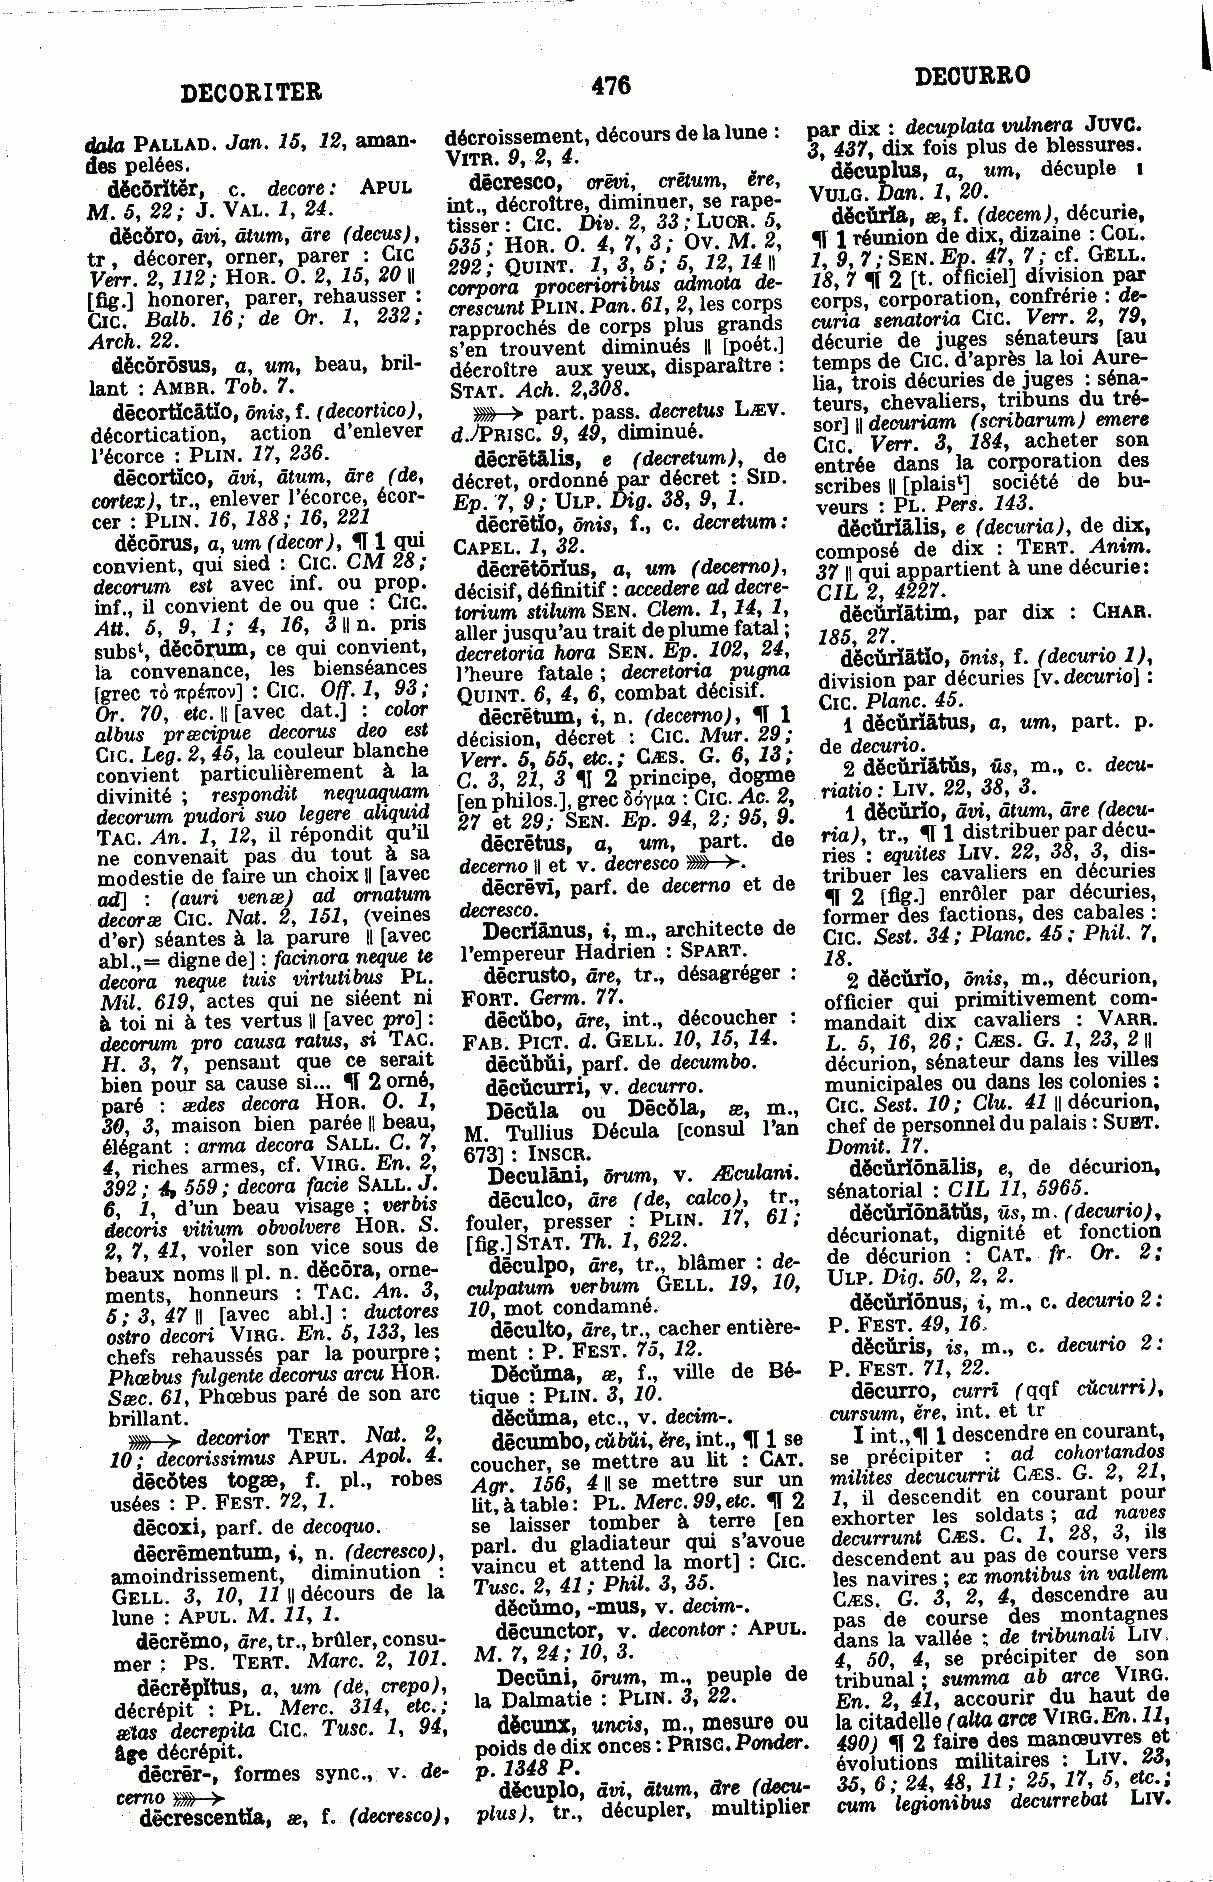 DECORITER
476
DECURRO
dala PALLAD. Jan. 15, 12, aman-
des pelées.
dĕcŏrĭtĕr, c. decore : APUL
M. 5, 22 ; J. VAL. 1, 24.
dĕcŏro, āvi, ātum, āre (decus),
tr , décorer, orner, parer : CIC
Verr. 2, 112 ; HOR. O. 2, 15, 20 ||
[fig.] honorer, parer, rehausser :
CIC. Balb. 16 ; de Or. 1, 232 ;
Arch. 22.
dĕcŏrōsus, a, um, beau, bril-
lant : AMBR. Tob. 7.
dēcortĭcātĭo, ōnis, f. (decortico),
décortication, action d'enlever
l'écorce : PLIN. 17, 236.
dēcortĭco, āvi, ātum, āre (de,
cortex), tr., enlever l'écorce, écor-
cer : PLIN. 16, 188 ; 16, 221
dĕcōrus, a, um (decor), ¶ 1 qui
convient, qui sied : CIC. CM 28 ;
decorum est avec inf. ou prop.
inf., il convient de ou que : CIC.
Att. 5, 9, 1 ; 4, 16, 3 || n. pris
subsᵗ, dĕcōrum, ce qui convient,
la convenance, les bienséances
[grec τὸ πρέπον] : CIC. Off. 1, 93 ;
Or. 70, etc. || [avec dat.] : color
albus præcipue decorus deo est
CIC. Leg. 2, 45, la couleur blanche
convient particulièrement à la
divinité ; respondit nequaquam
decorum pudori suo legere aliquid
TAC. An. 1, 12, il répondit qu'il
ne convenait pas du tout à sa
modestie de faire un choix || [avec
ad] : (auri venæ) ad ornatum
decoræ CIC. Nat. 2, 151, (veines
d'or) séantes à la parure || [avec
abl.,= digne de] : facinora neque te
decora neque tuis virtutibus PL.
Mil. 619, actes qui ne siéent ni
à toi ni à tes vertus || [avec pro] :
decorum pro causa ratus, si TAC.
H. 3, 7, pensant que ce serait
bien pour sa cause si... ¶ 2 orné,
paré : ædes decora HOR. O. 1,
30, 3, maison bien parée || beau,
élégant : arma decora SALL. C. 7,
4, riches armes, cf. VIRG. En. 2,
392 ; 4, 559 ; decora facie SALL. J.
6, 1, d'un beau visage ; verbis
decoris vitium obvolvere HOR. S.
2, 7, 41, voiler son vice sous de
beaux noms || pl. n. dĕcōra, orne-
ments, honneurs : TAC. An. 3,
5 ; 3, 47 || [avec abl.] : ductores
ostro decori VIRG. En. 5, 133, les
chefs rehaussés par la pourpre ;
Phœbus fulgente decorus arcu HOR.
Sæc. 61, Phœbus paré de son arc
brillant.
⟶ decorior TERT. Nat. 2,
10 ; decorissimus APUL. Apol. 4.
dĕcŏtes togæ, f. pl., robes
usées : P. FEST. 72, 1.
dēcoxi, parf. de decoquo.
dēcrēmentum, i, n. (decresco),
amoindrissement, diminution :
GELL. 3, 10, 11 || décours de la
lune : APUL. M. 11, 1.
dēcrĕmo, āre, tr., brûler, consu-
mer : PS. TERT. Marc. 2, 101.
dēcrĕpĭtus, a, um (de, crepo),
décrépit : PL. Merc. 314, etc. ;
ætas decrepita CIC. Tusc. 1, 94,
âge décrépit.
dēcrēr-, formes sync., v. de-
cerno ⟶
dēcrescentĭa, æ, f. (decresco),
décroissement, décours de la lune :
VITR. 9, 2, 4.
dēcresco, crēvi, crētum, ĕre,
int., décroître, diminuer, se rape-
tisser : CIC. Div. 2, 33 ; LUCR. 5,
535 ; HOR. O. 4, 7, 3 ; OV. M. 2,
292 ; QUINT. 1, 3, 5 ; 5, 12, 14 ||
corpora procerioribus admota de-
crescunt PLIN. Pan. 61, 2, les corps
rapprochés de corps plus grands
s'en trouvent diminués || [poét.]
décroître aux yeux, disparaître :
STAT. Ach. 2,308.
⟶ part. pass. decretus LÆV.
d./PRISC. 9, 49, diminué.
dēcrētālis, e (decretum), de
décret, ordonné par décret : SID.
Ep. 7, 9 ; ULP. Dig. 38, 9, 1.
dēcrētĭo, ōnis, f., c. decretum :
CAPEL. 1, 32.
dēcrētōrĭus, a, um (decerno),
décisif, définitif : accedere ad decre-
torium stilum SEN. Clem. 1, 14, 1,
aller jusqu'au trait de plume fatal ;
decretoria hora SEN. Ep. 102, 24,
l'heure fatale ; decretoria pugna
QUINT. 6, 4, 6, combat décisif.
dēcrētum, i, n. (decerno), ¶ 1
décision, décret : CIC. Mur. 29 ;
Verr. 5, 55, etc. ; CÆS. G. 6, 13 ;
C. 3, 21, 3 ¶ 2 principe, dogme
[en philos.], grec δόγμα : CIC. Ac. 2,
27 et 29 ; SEN. Ep. 94, 2 ; 95, 9.
dēcrētus, a, um, part. de
decerno || et v. decresco ⟶.
dēcrēvī, parf. de decerno et de
decresco.
Decrĭānus, i, m., architecte de
l'empereur Hadrien : SPART.
dēcrusto, āre, tr., désagréger :
FORT. Germ. 77.
dēcŭbo, āre, int., découcher :
FAB. PICT. d. GELL. 10, 15, 14.
dēcŭbŭi, parf. de decumbo.
dēcŭcurri, v. decurro.
Dēcŭla ou Dēcŏla, æ, m.,
M. Tullius Décula [consul l'an
673] : INSCR.
Deculāni, ōrum, v. Æculani.
dēculco, āre (de, calco), tr.,
fouler, presser : PLIN. 17, 61 ;
[fig.] STAT. Th. 1, 622.
dēculpo, āre, tr., blâmer : de-
culpatum verbum GELL. 19, 10,
10, mot condamné.
dēculto, āre, tr., cacher entière-
ment : P. FEST. 75, 12.
Dĕcŭma, æ, f., ville de Bé-
tique : PLIN. 3, 10.
dĕcŭma, etc., v. decim-.
dēcumbo, cŭbŭi, ĕre, int., ¶ 1 se
coucher, se mettre au lit : CAT.
Agr. 156, 4 || se mettre sur un
lit, à table : PL. Merc. 99, etc. ¶ 2
se laisser tomber à terre [en
parl. du gladiateur qui s'avoue
vaincu et attend la mort] : CIC.
Tusc. 2, 41 ; Phil. 3, 35.
dĕcŭmo, -mus, v. decim-.
dēcunctor, v. decontor : APUL.
M. 7, 24 ; 10, 3.
Decŭni, ōrum, m., peuple de
la Dalmatie : PLIN. 3, 22.
dĕcunx, uncis, m., mesure ou
poids de dix onces : PRISC. Ponder.
p. 1348 P.
dĕcuplo, āvi, ātum, āre (decu-
plus), tr., décupler, multiplier
par dix : decuplata vulnera JUVC.
3, 437, dix fois plus de blessures.
dĕcuplus, a, um, décuple :
VULG. Dan. 1, 20.
dĕcŭrĭa, æ, f. (decem), décurie,
¶ 1 réunion de dix, dizaine : COL.
1, 9, 7 ; SEN. Ep. 47, 7 ; cf. GELL.
18, 7 ¶ 2 [t. officiel] division par
corps, corporation, confrérie : de-
curia senatoria CIC. Verr. 2, 79,
décurie de juges sénateurs [au
temps de CIC. d'après la loi Aure-
lia, trois décuries de juges : séna-
teurs, chevaliers, tribuns du tré-
sor] || decuriam (scribarum) emere
CIC. Verr. 3, 184, acheter son
entrée dans la corporation des
scribes || [plaisᵗ] société de bu-
veurs : PL. Pers. 143.
dĕcŭrĭālis, e (decuria), de dix,
composé de dix : TERT. Anim.
37 || qui appartient à une décurie :
CIL 2, 4227.
dĕcŭrĭātim, par dix : CHAR.
185, 27.
dĕcŭrĭātĭo, ōnis, f. (decurio 1),
division par décuries [v. decurio] :
CIC. Planc. 45.
1 dĕcŭrĭātus, a, um, part. p.
de decurio.
2 dĕcŭrĭātŭs, ūs, m., c. decu-
riatio : LIV. 22, 38, 3.
1 dĕcŭrĭo, āvi, ātum, āre (decu-
ria), tr., ¶ 1 distribuer par décu-
ries : equites LIV. 22, 38, 3, dis-
tribuer les cavaliers en décuries
¶ 2 [fig.] enrôler par décuries,
former des factions, des cabales :
CIC. Sest. 34 ; Planc. 45 ; Phil. 7,
18.
2 dĕcŭrĭo, ōnis, m., décurion,
officier qui primitivement com-
mandait dix cavaliers : VARR.
L. 5, 16, 26 ; CÆS. G. 1, 23, 2 ||
décurion, sénateur dans les villes
municipales ou dans les colonies :
CIC. Sest. 10 ; Clu. 41 || décurion,
chef de personnel du palais : SUET.
Domit. 17.
dĕcŭrĭōnālis, e, de décurion,
sénatorial : CIL 11, 5965.
dĕcŭrĭōnātŭs, ūs, m. (decurio),
décurionat, dignité et fonction
de décurion : CAT. fr. Or. 2 ;
ULP. Dig. 50, 2, 2.
dĕcŭrĭōnus, i, m., c. decurio 2 :
P. FEST. 49, 16.
dĕcŭris, is, m., c. decurio 2 :
P. FEST. 71, 22.
dēcurro, currī (qqf cŭcurri),
cursum, ĕre, int. et tr
I int., ¶ 1 descendre en courant,
se précipiter : ad cohortandos
milites decucurrit CÆS. G. 2, 21,
1, il descendit en courant pour
exhorter les soldats ; ad naves
decurrunt CÆS. C. 1, 28, 3, ils
descendent au pas de course vers
les navires ; ex montibus in vallem
CÆS. G. 3, 2, 4, descendre au
pas de course des montagnes
dans la vallée ; de tribunali LIV.
4, 50, 4, se précipiter de son
tribunal ; summa ab arce VIRG.
En. 2, 41, accourir du haut de
la citadelle (alta arce VIRG. En. 11,
490) ¶ 2 faire des manœuvres et
évolutions militaires : LIV. 23,
35, 6 ; 24, 48, 11 ; 25, 17, 5, etc. ;
cum legionibus decurrebat LIV.